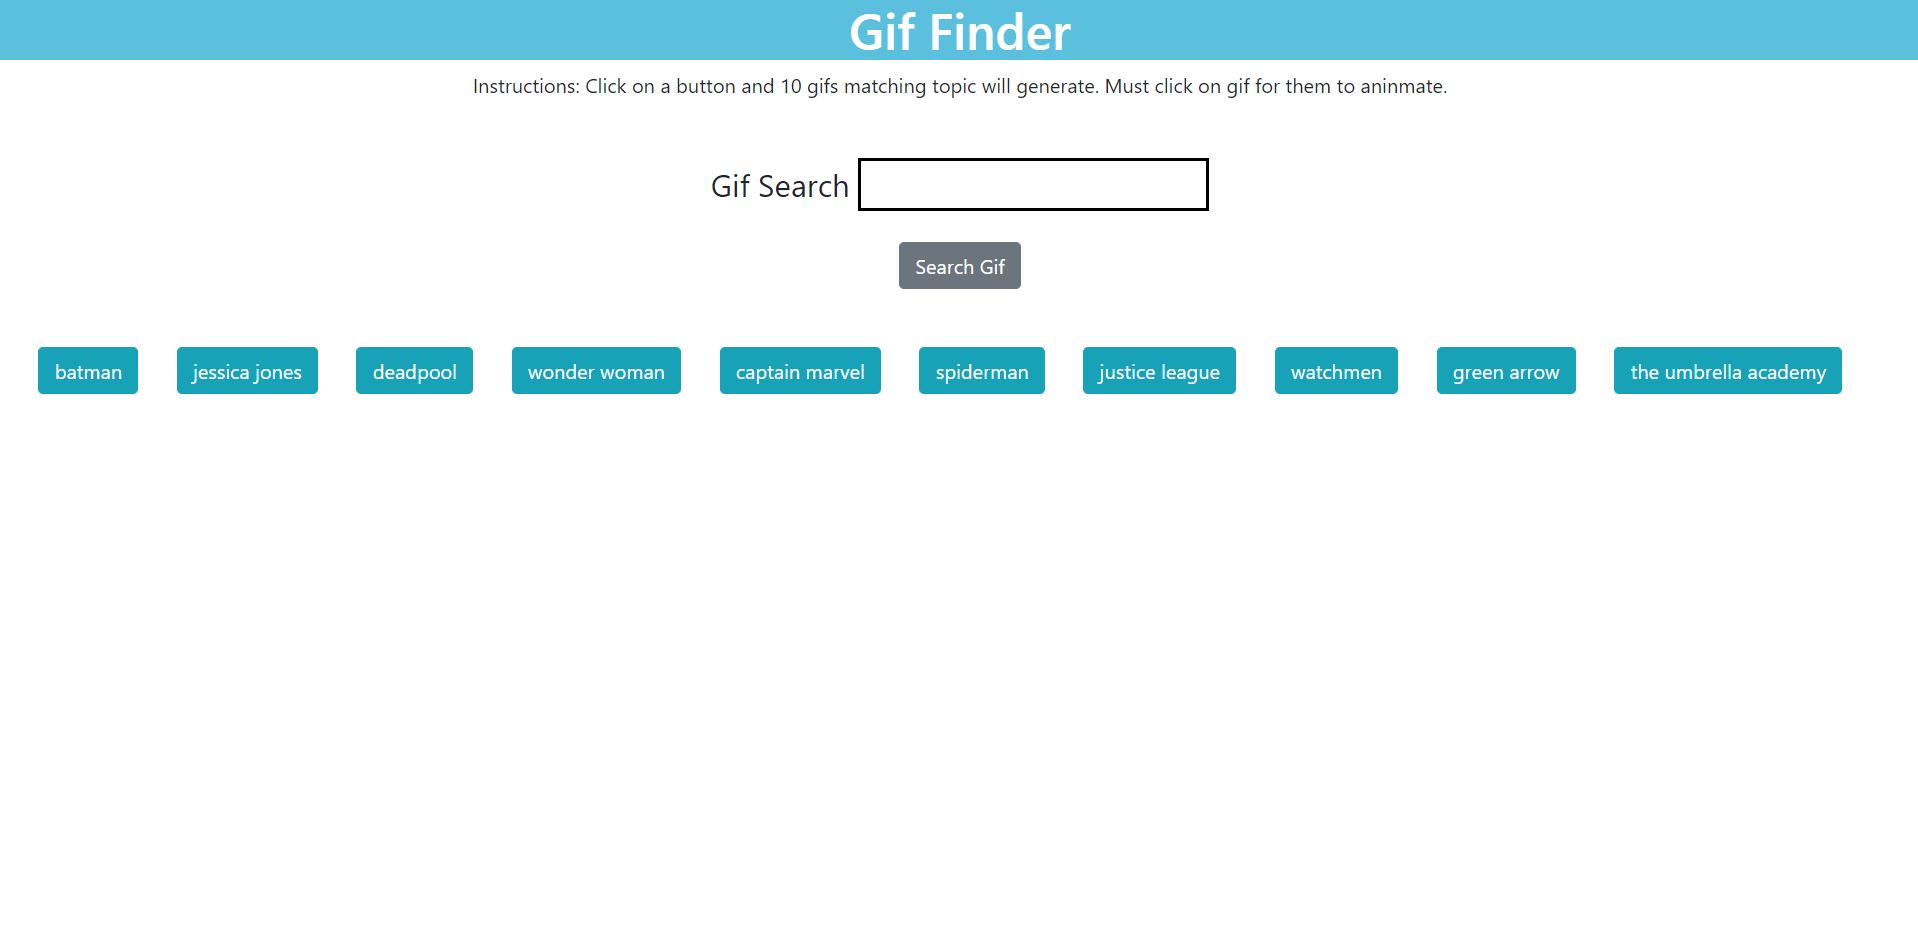 Gif Finder
Instructions: Click on a button and 10 gifs matching topic will generate. Must click on gif for them to aninmate.
Gif Search
Search Gif
batman jessica jones deadpool wonder woman captain marvel spiderman justice league watchmen green arrow the umbrella academy